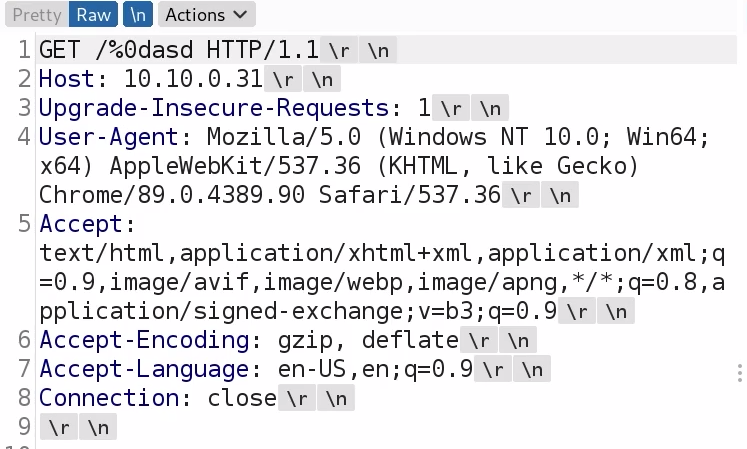 Pretty Raw \n Actions
1 GET /%0dasd HTTP/1.1 \r \n
2 Host: 10.10.0.31 \r \n
3 Upgrade-Insecure-Requests: 1 \r \n
4 User-Agent: Mozilla/5.0 (Windows NT 10.0; Win64;
x64) AppleWebKit/537.36 (KHTML, like Gecko)
Chrome/89.0.4389.90 Safari/537.36 \r \n
5 Accept:
text/html,application/xhtml+xml,application/xml;q
=0.9,image/avif,image/webp,image/apng,*/*;q=0.8,a
pplication/signed-exchange;v=b3;q=0.9 \r \n
6 Accept-Encoding: gzip, deflate \r \n
7 Accept-Language: en-US,en;q=0.9 \r \n
8 Connection: close \r \n
9 \r \n